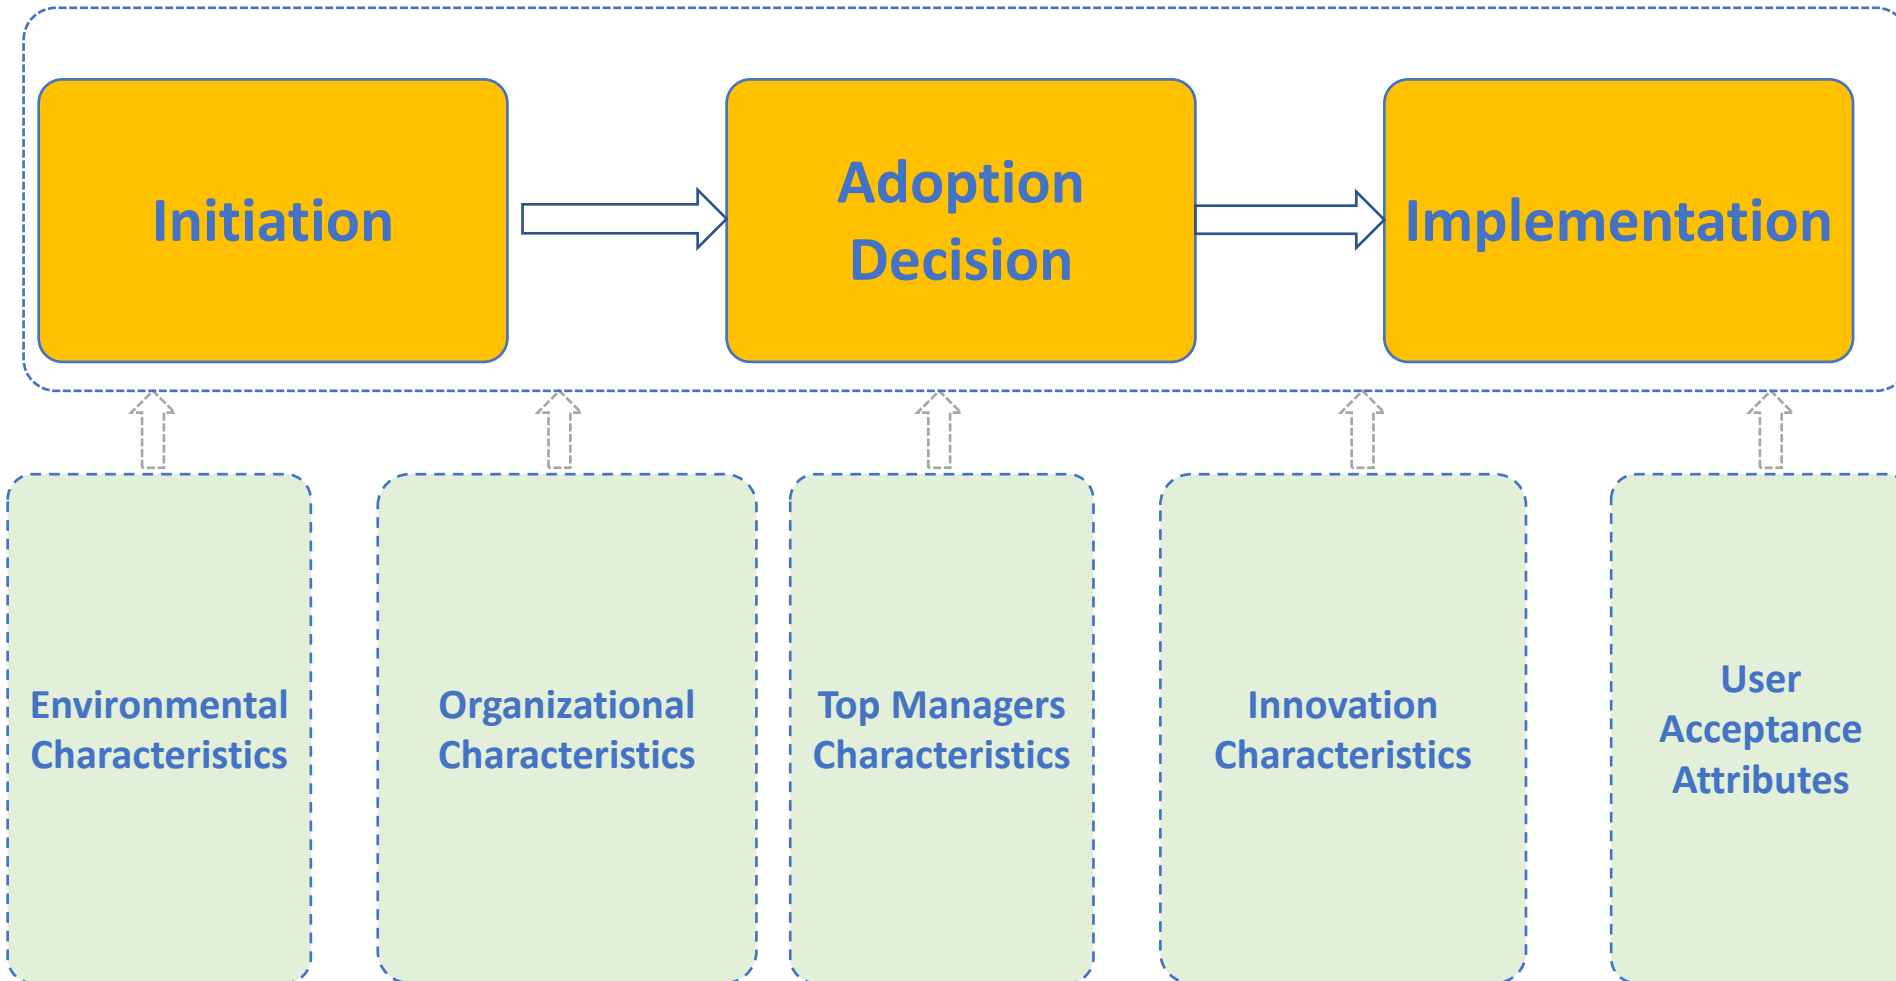 Initiation
Adoption
Decision
Implementation
Environmental
Characteristics
Organizational
Characteristics
Top Managers
Characteristics
Innovation
Characteristics
User
Acceptance
Attributes